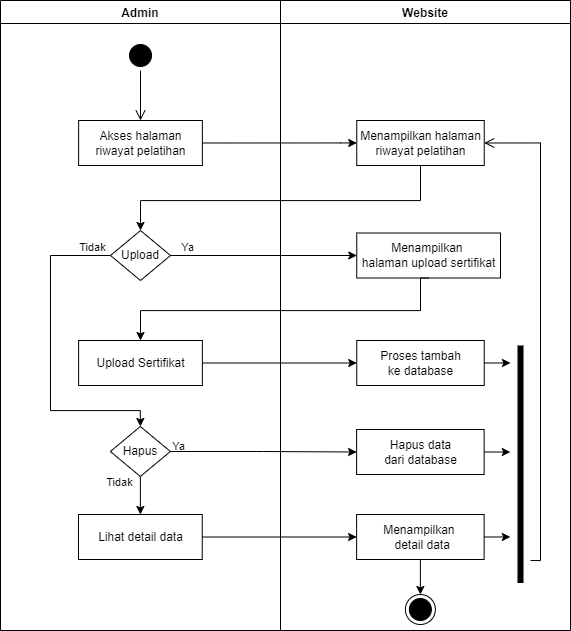 Admin
Website
Akses halaman
riwayat pelatihan
Menampilkan halaman
riwayat pelatihan
Tidak
Upload
Ya
Menampilkan
halaman upload sertifikat
Upload Sertifikat
Proses tambah
ke database
Hapus
Ya
Hapus data
dari database
Tidak
Lihat detail data
Menampilkan
detail data